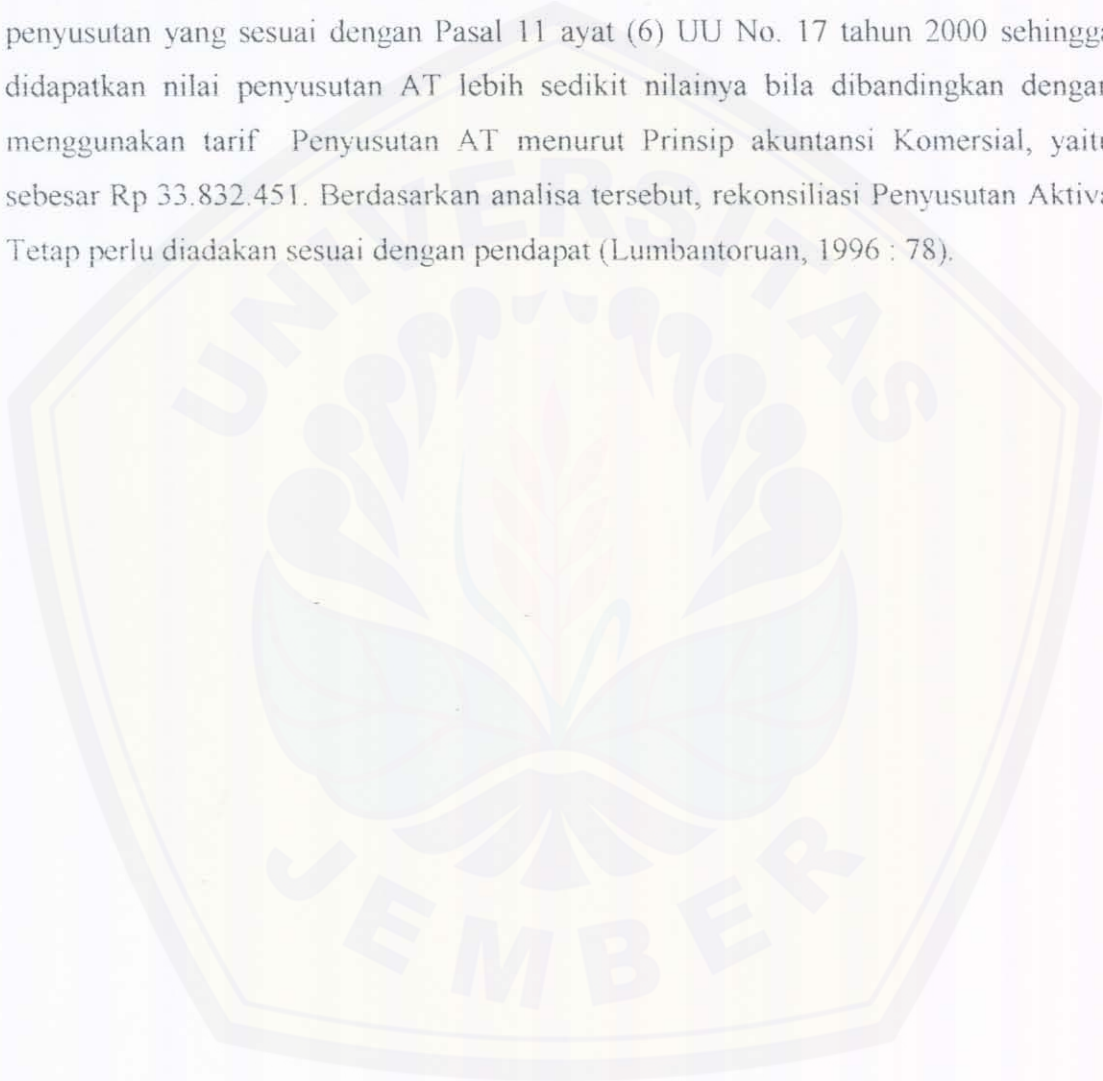 penyusutan yang sesuai dengan Pasal 11 ayat (6) UU No. 17 tahun 2000 sehingga
didapatkan nilai penyusutan AT lebih sedikit nilainya bila dibandingkan dengan
menggunakan tarif Penyusutan AT menurut Prinsip akuntansi Komersial, yaitu
sebesar Rp 33.832.451. Berdasarkan analisa tersebut, rekonsiliasi Penyusutan Aktiva
Tetap perlu diadakan sesuai dengan pendapat (Lumbantoruan, 1996 : 78).
UNIVERSITAS
JEMBER